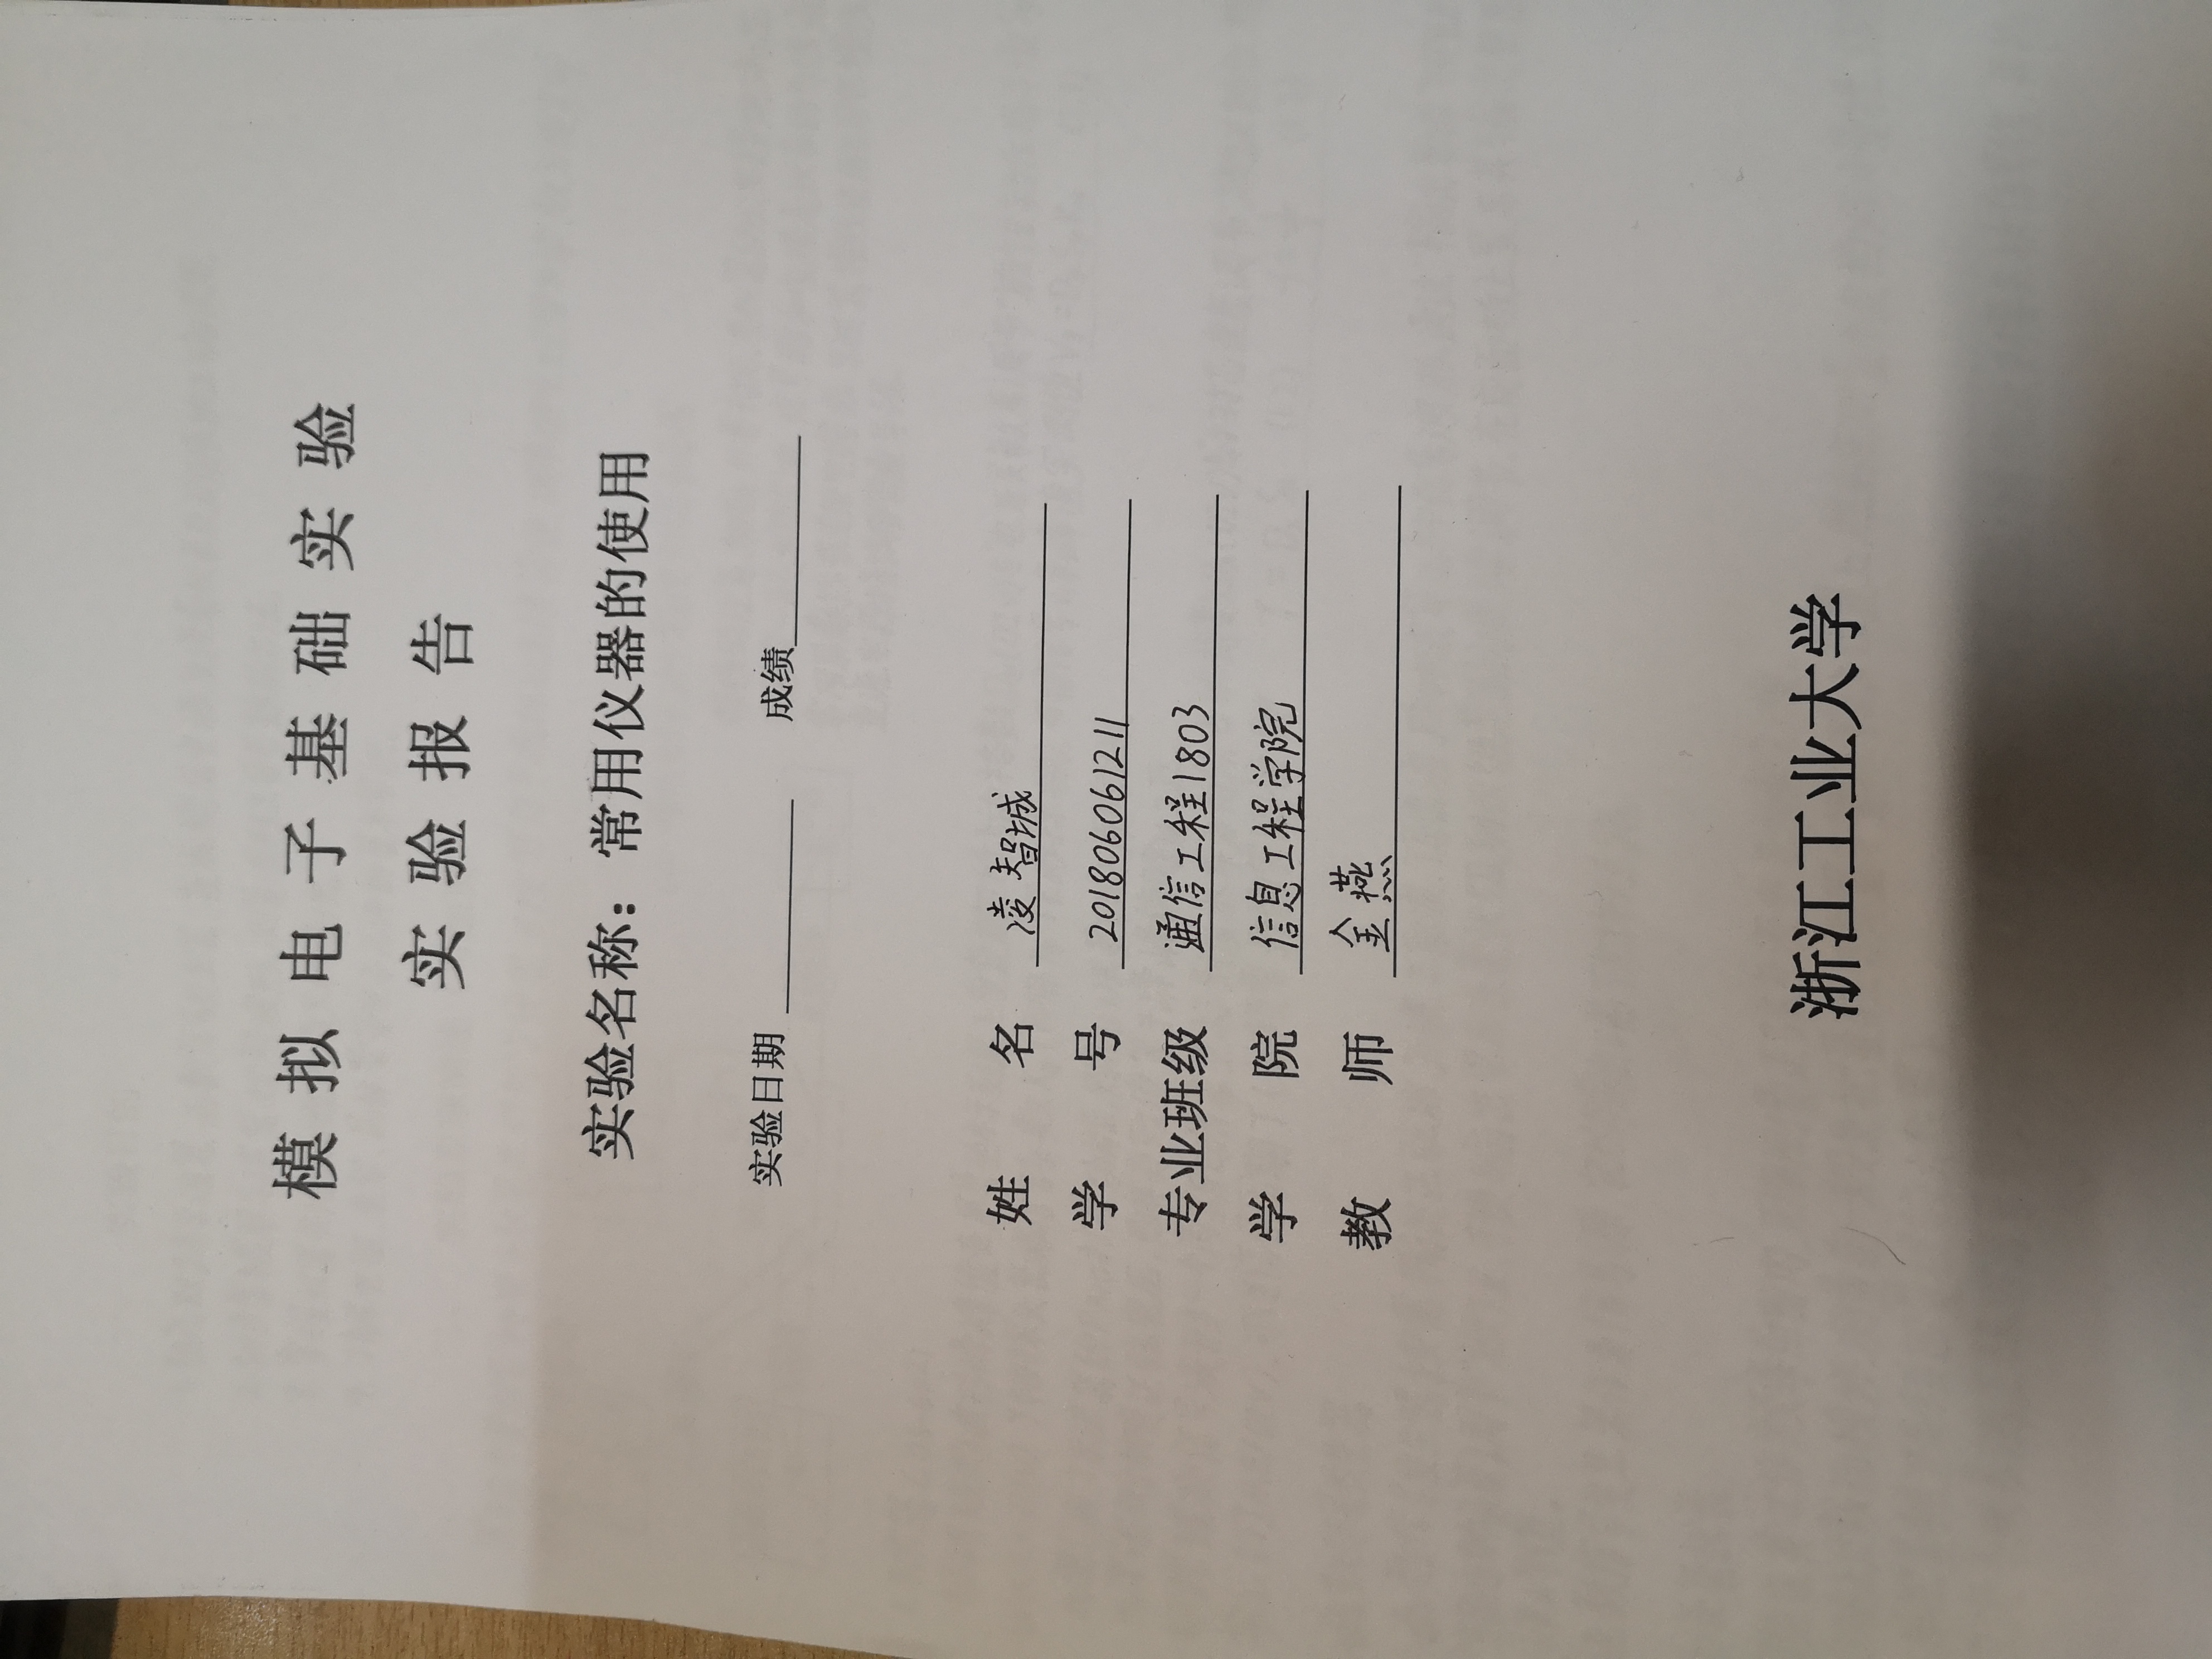 模拟电子基础实验
实验报告
实验名称：常用仪器的使用
实验日期 成绩
姓名 凌智城
学号 201806061211
专业班级 通信工程1803
学院 信息工程学院
教师 金燕
浙江工业大学